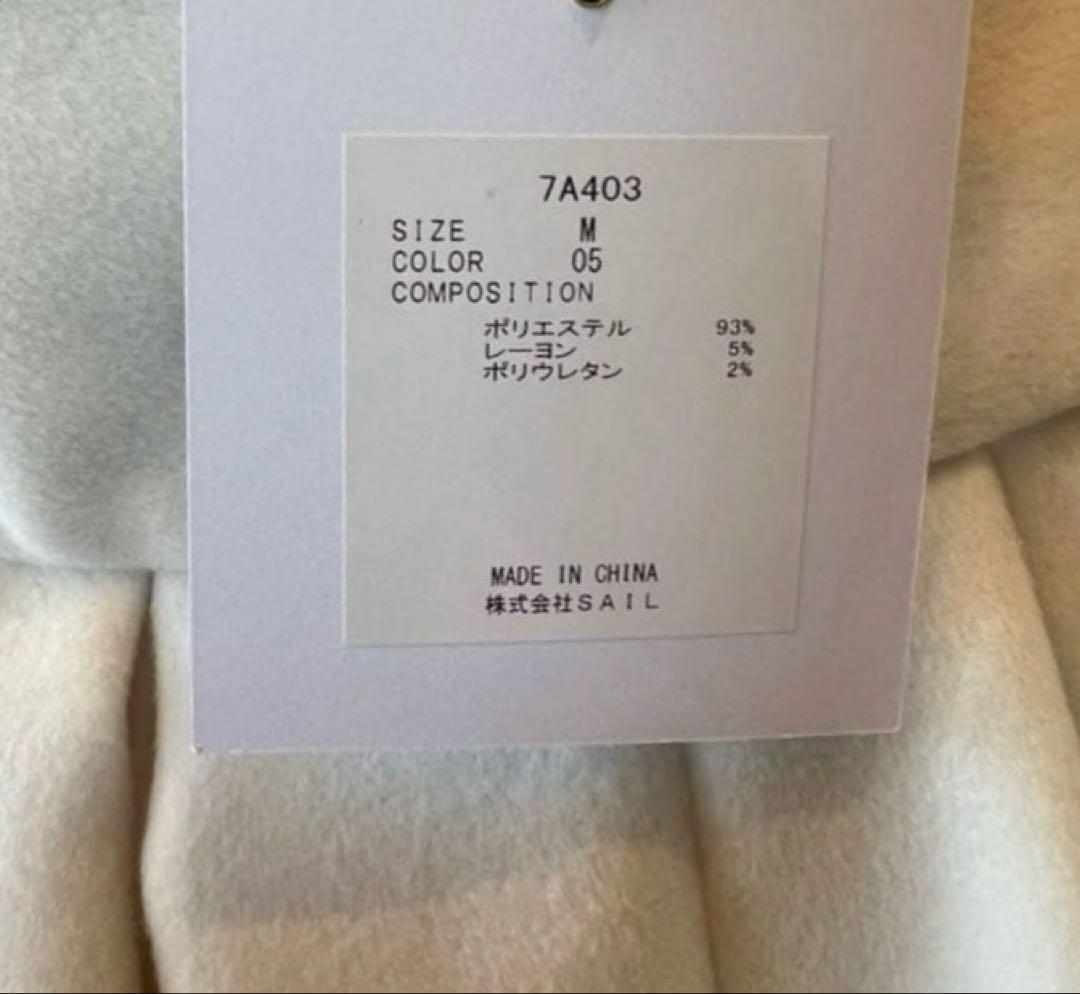 7A403
SIZE M
COLOR 05
COMPOSITION
ポリエステル 93%
レーヨン 5%
ポリウレタン 2%
MADE IN CHINA
株式会社SAIL